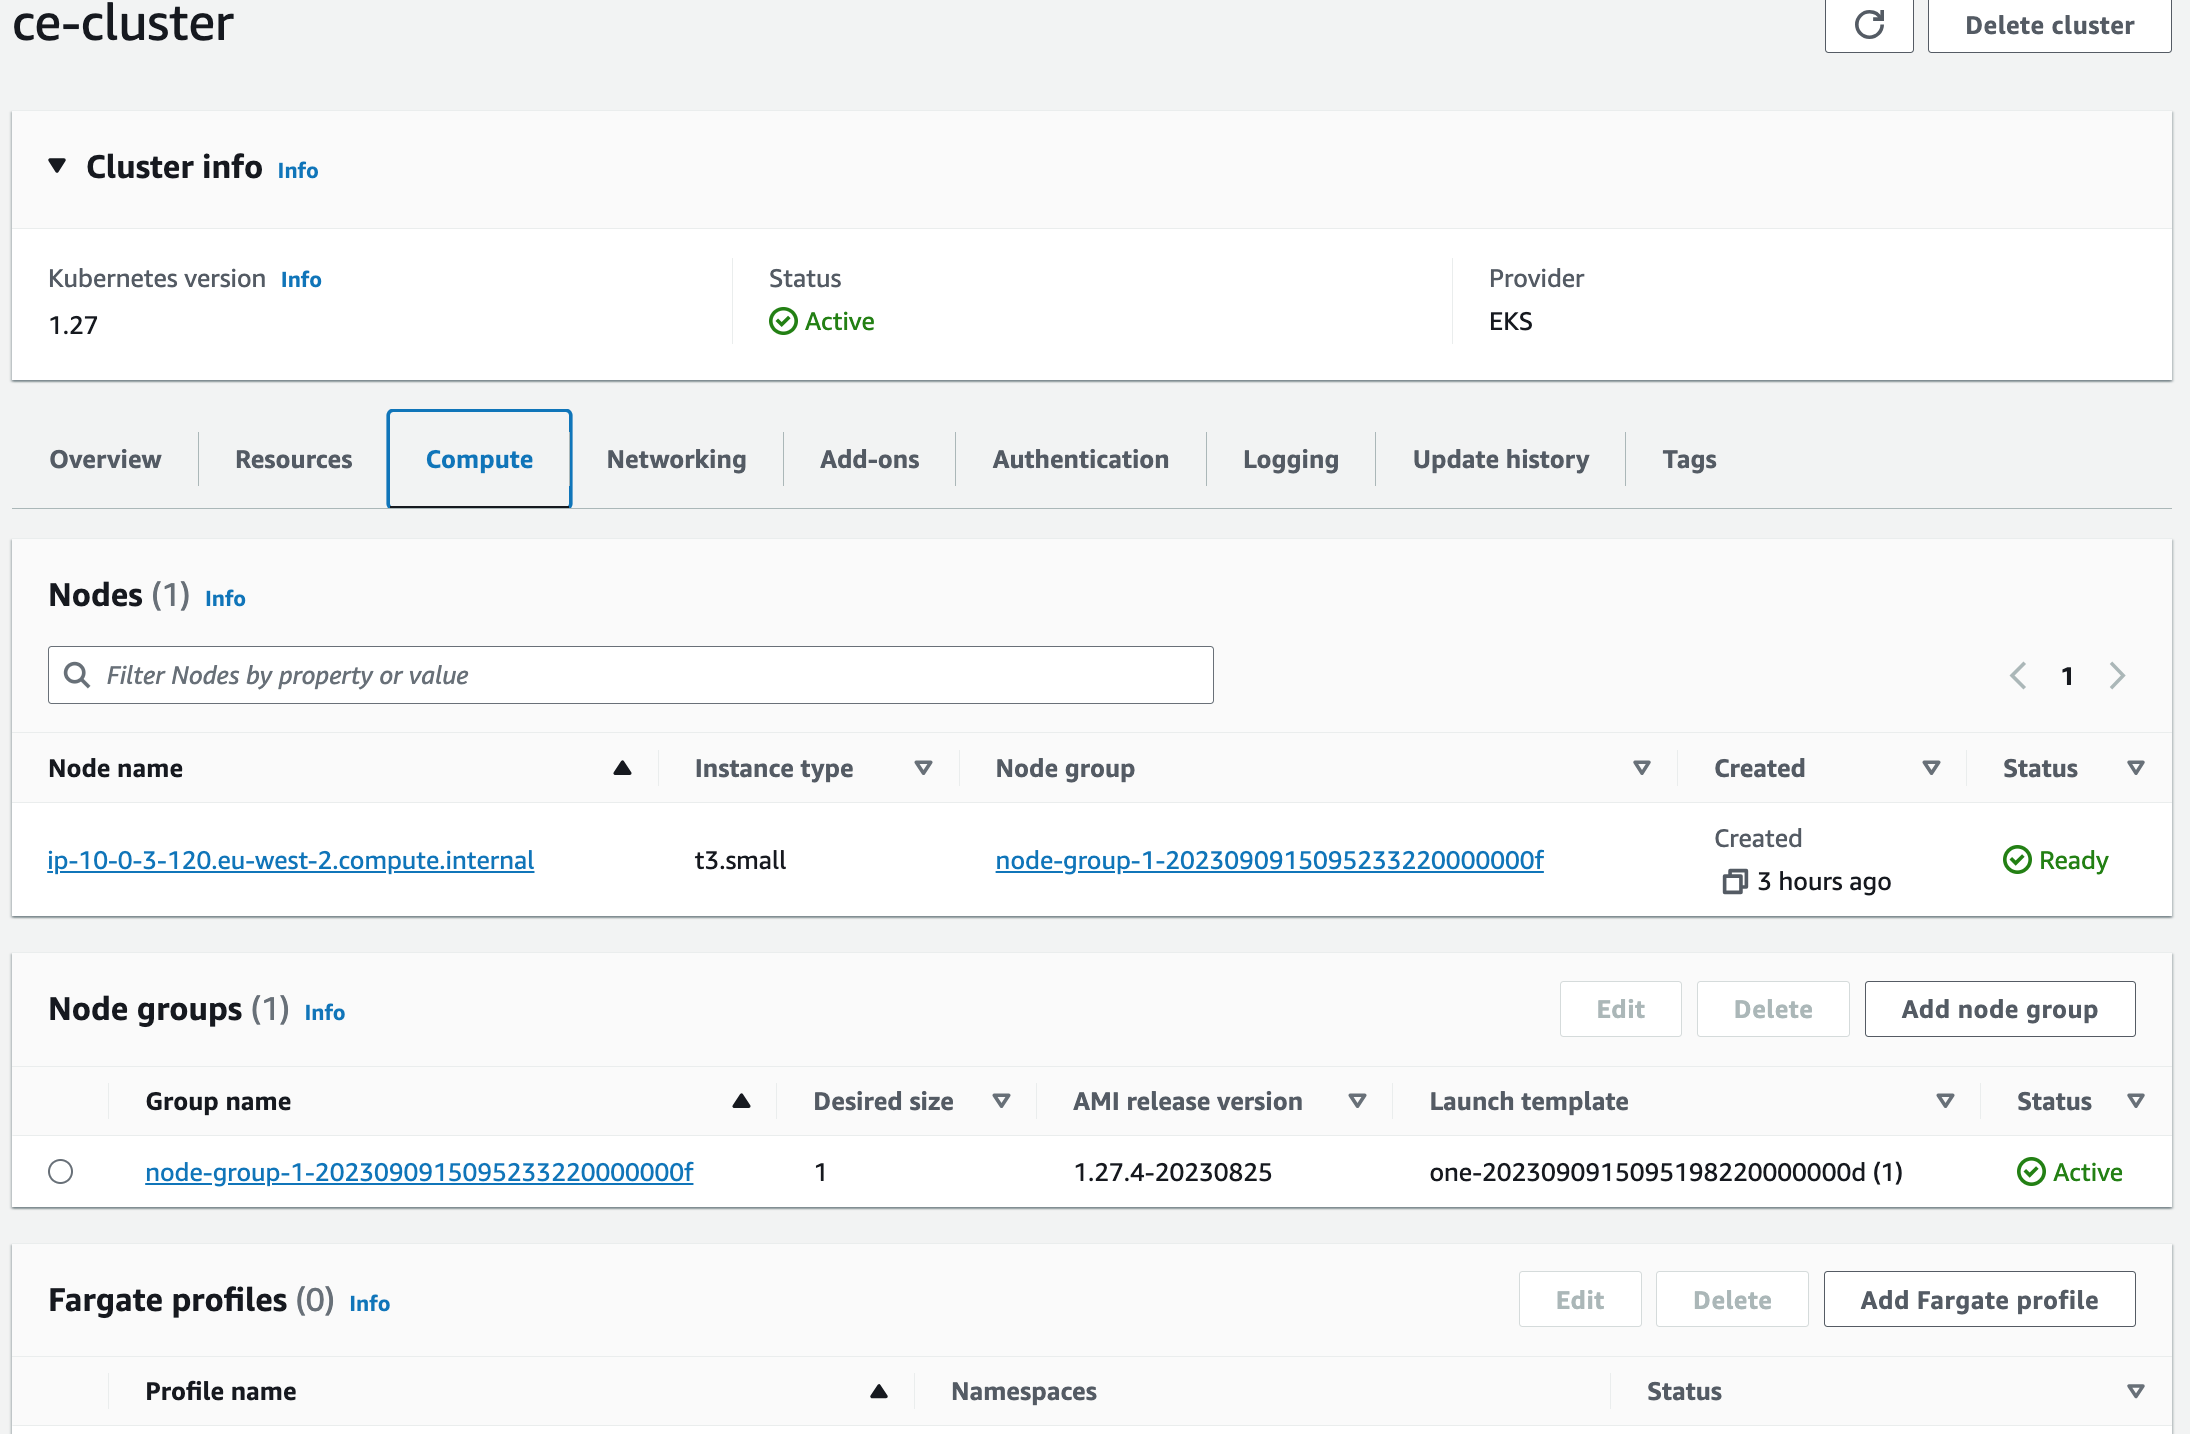 ce-cluster
Delete cluster
Cluster info Info
Kubernetes version Info
1.27
Status
Active
Provider
EKS
Overview Resources Compute Networking Add-ons Authentication Logging Update history Tags
Nodes (1) Info
Filter Nodes by property or value
1
Node name Instance type Node group Created Status
ip-10-0-3-120.eu-west-2.compute.internal t3.small node-group-1-20230909150952332200000000f Created
3 hours ago
Ready
Node groups (1) Info
Edit Delete Add node group
Group name Desired size AMI release version Launch template Status
node-group-1-20230909150952332200000000f 1 1.27.4-20230825 one-20230909150951982200000000d (1) Active
Fargate profiles (0) Info
Edit Delete Add Fargate profile
Profile name Namespaces Status